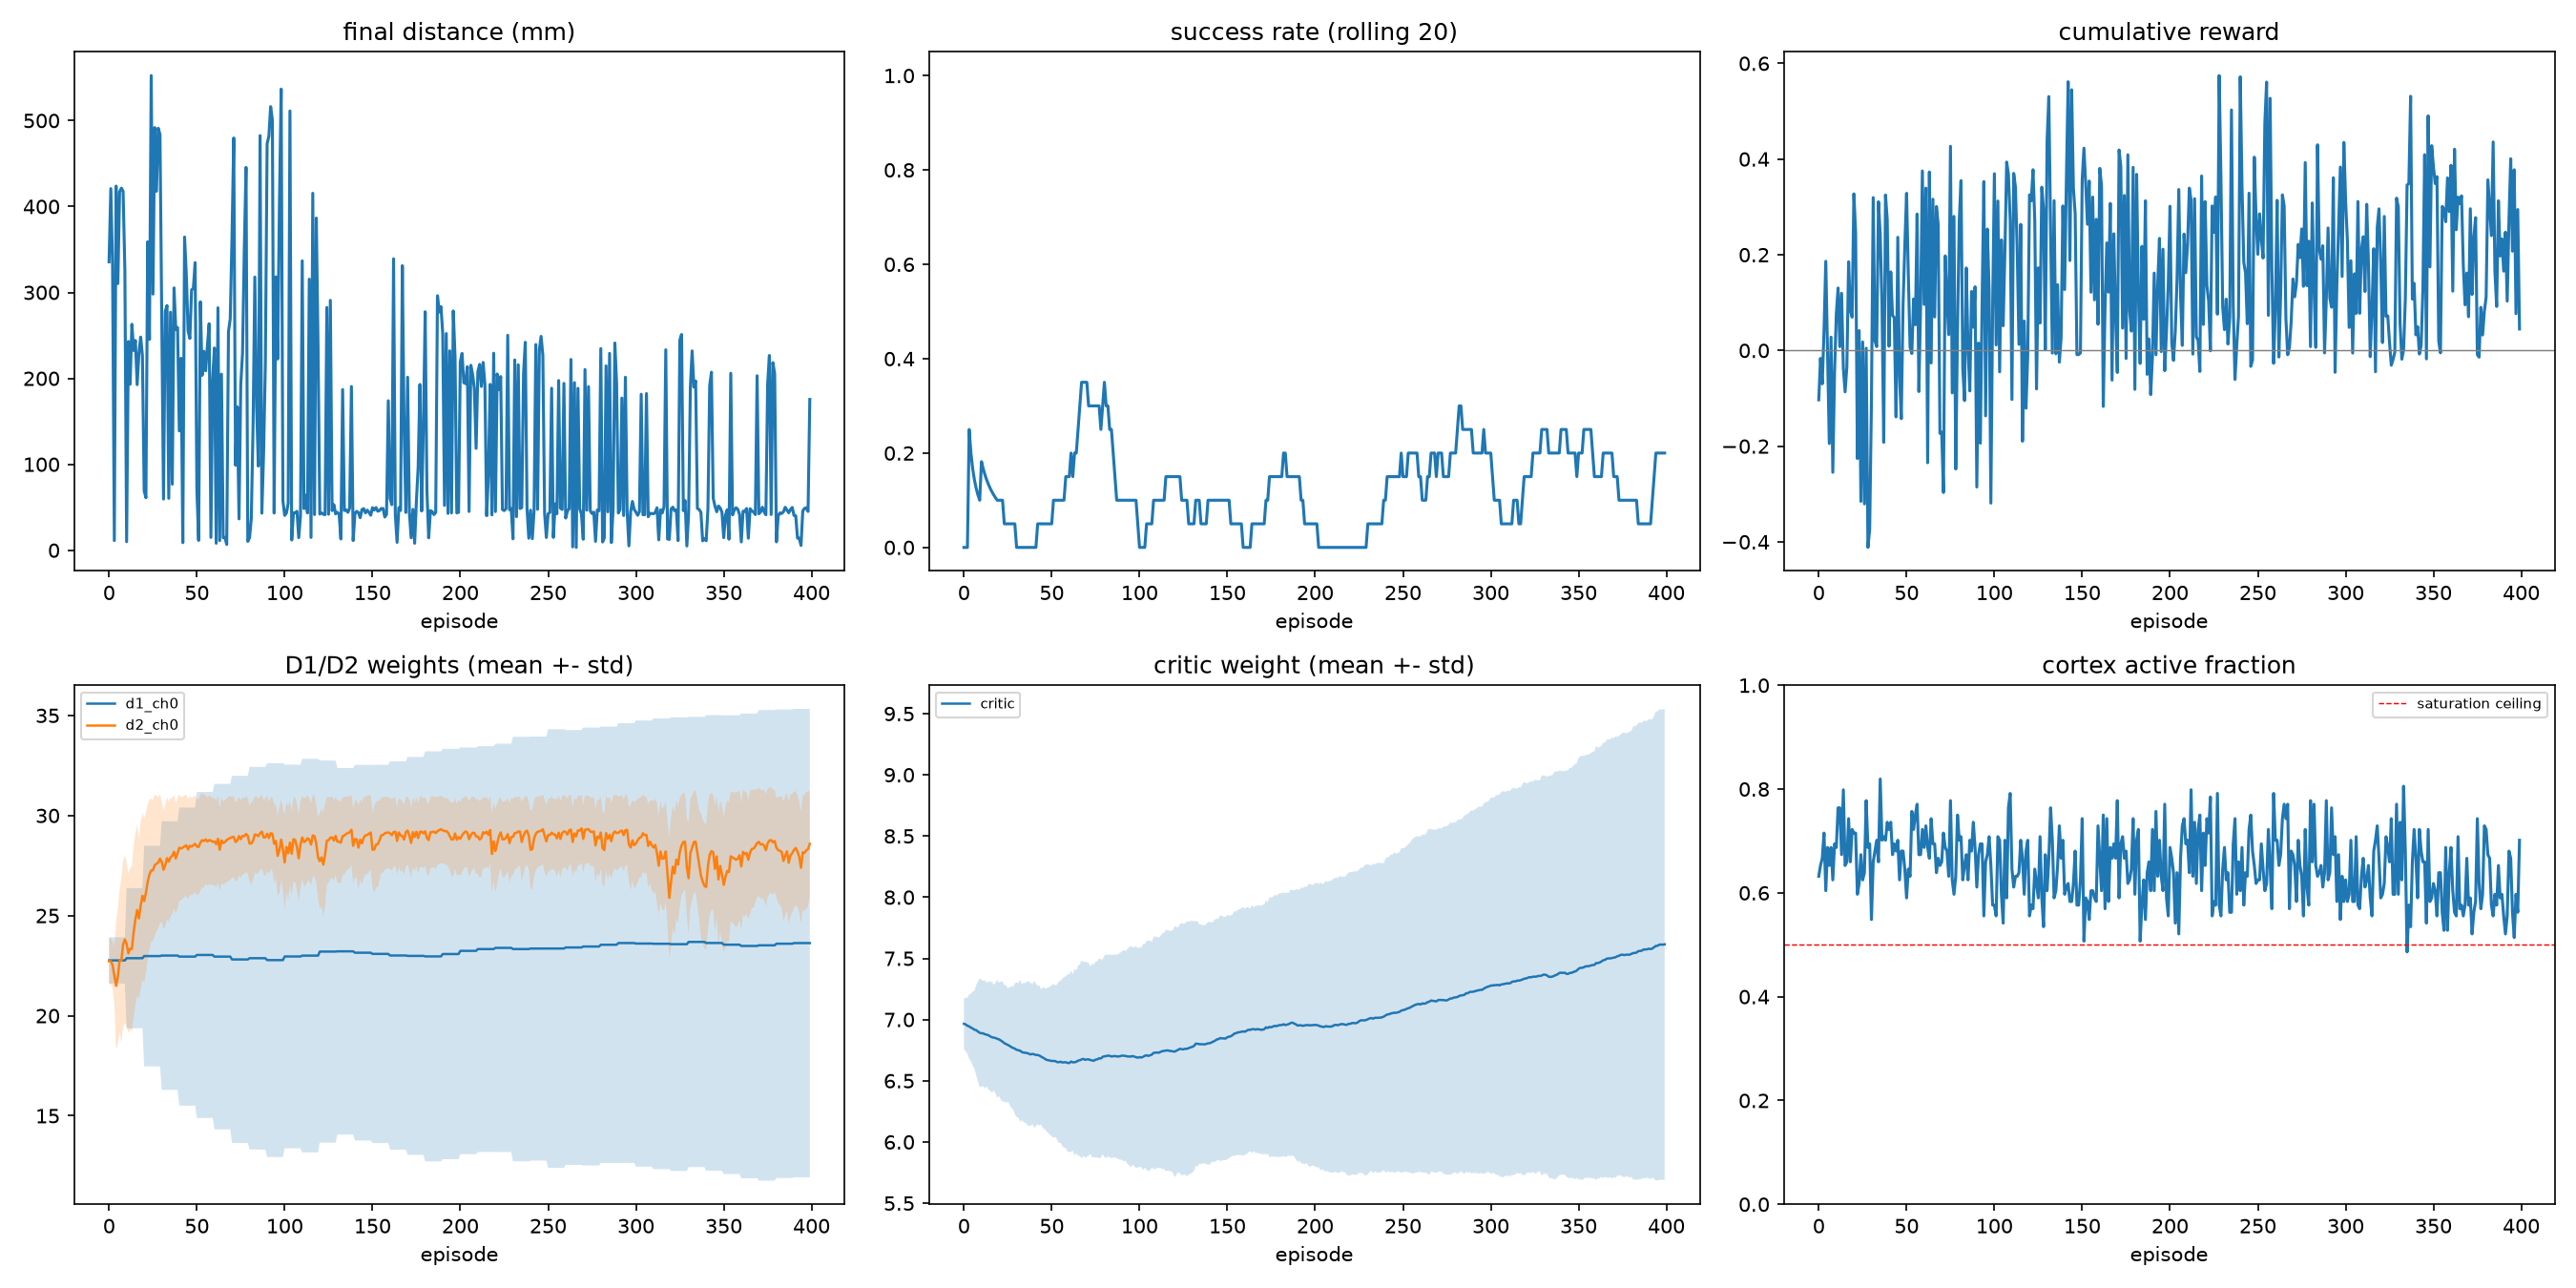 final distance (mm)
500
400
300
200
100
0
0 50 100 150 200 250 300 350 400
episode
success rate (rolling 20)
1.0
0.8
0.6
0.4
0.2
0.0
0 50 100 150 200 250 300 350 400
episode
cumulative reward
0.6
0.4
0.2
0.0
−0.2
−0.4
0 50 100 150 200 250 300 350 400
episode
D1/D2 weights (mean +- std)
d1_ch0
d2_ch0
35
30
25
20
15
0 50 100 150 200 250 300 350 400
episode
critic weight (mean +- std)
critic
9.5
9.0
8.5
8.0
7.5
7.0
6.5
6.0
5.5
0 50 100 150 200 250 300 350 400
episode
cortex active fraction
saturation ceiling
1.0
0.8
0.6
0.4
0.2
0.0
0 50 100 150 200 250 300 350 400
episode